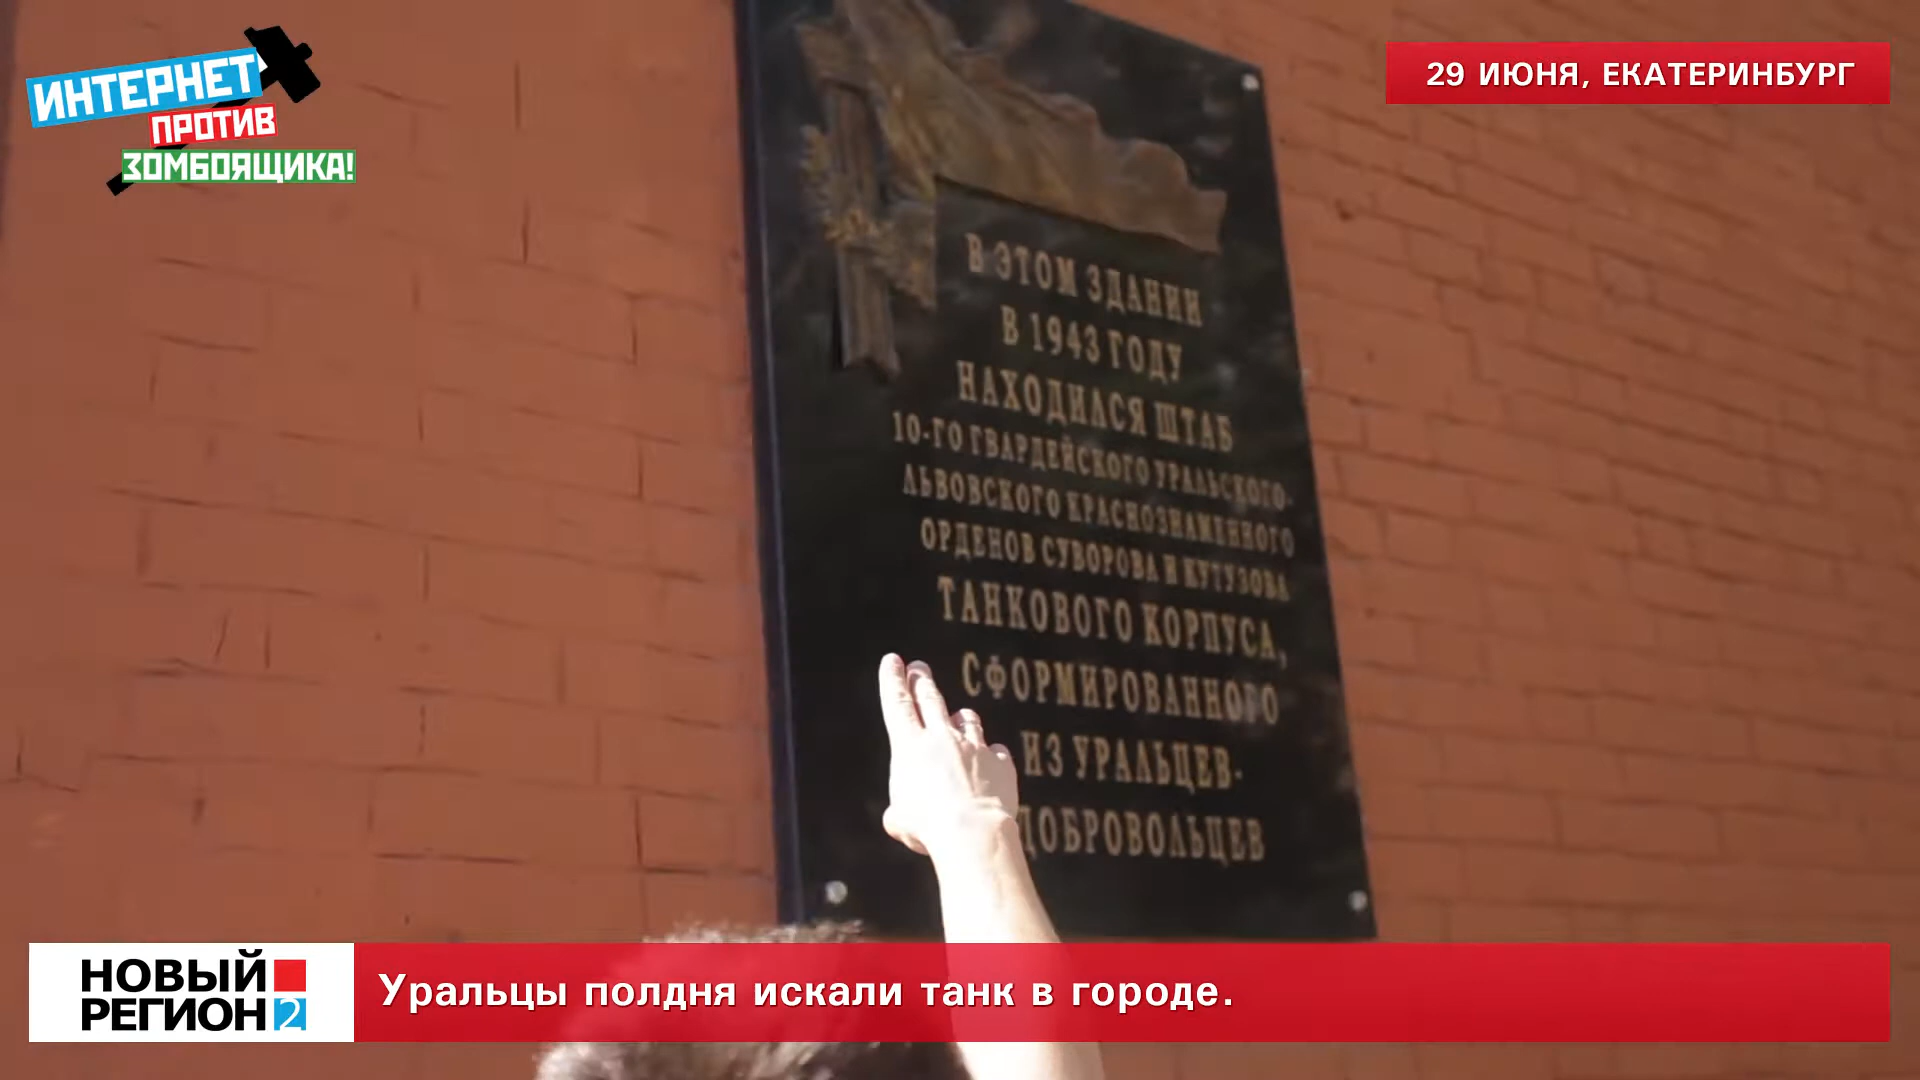 ИНТЕРНЕТ
ПРОТИВ
ЗОМБОЯЩИКА!
29 ИЮНЯ, ЕКАТЕРИНБУРГ
В ЭТОМ ЗДАНИИ
В 1943 ГОДУ
НАХОДИЛСЯ ШТАБ
10-ГО ГВАРДЕЙСКОГО УРАЛЬСКОГО-
ЛЬВОВСКОГО КРАСНОЗНАМЕННОГО
ОРДЕНОВ СУВОРОВА И КУТУЗОВА
ТАНКОВОГО КОРПУСА,
СФОРМИРОВАННОГО
ИЗ УРАЛЬЦЕВ-
ДОБРОВОЛЬЦЕВ
НОВЫЙ
РЕГИОН 2
Уральцы полдня искали танк в городе.